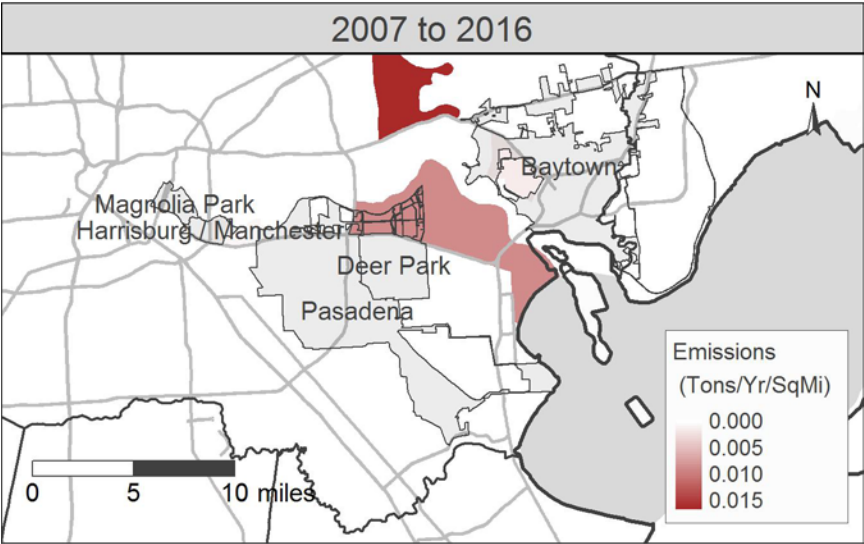 2007 to 2016
N
Baytown
Magnolia Park
Harrisburg / Manchester
Deer Park
Pasadena
Emissions
(Tons/Yr/SqMi)
0.000
0.005
0.010
0.015
0 5 10 miles